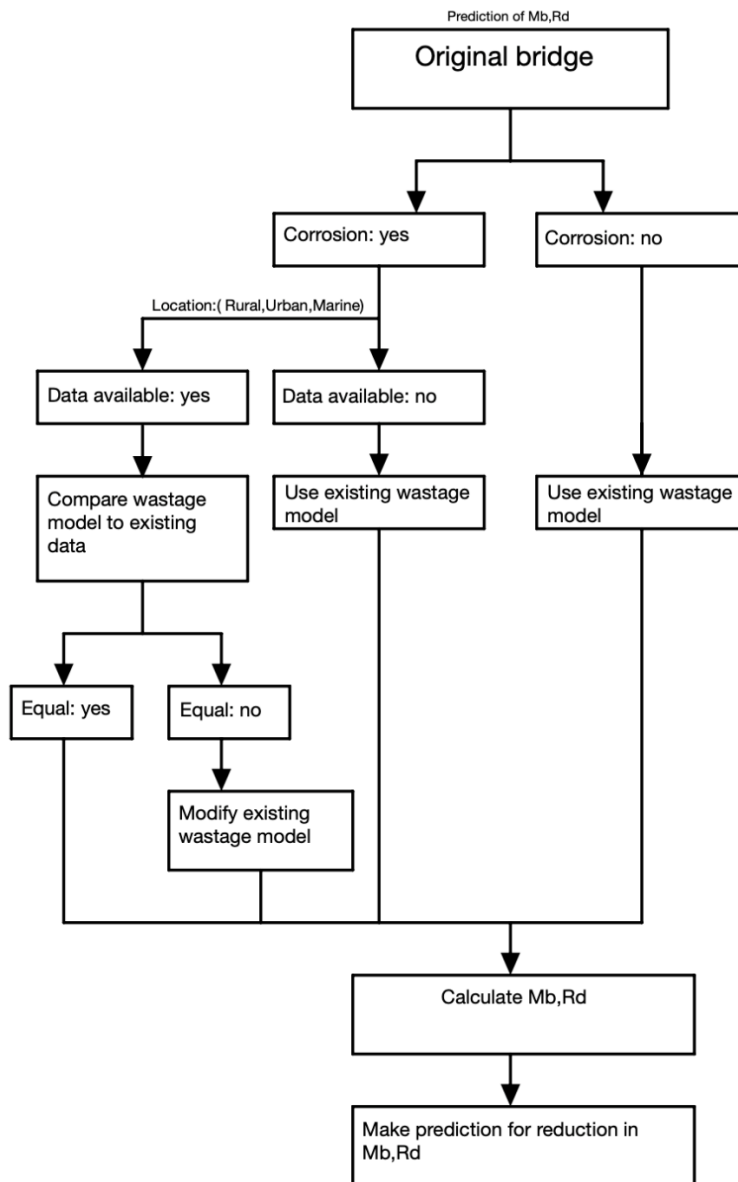 Prediction of Mb,Rd
Original bridge
Corrosion: yes
Corrosion: no
Location:( Rural,Urban,Marine)
Data available: yes
Data available: no
Compare wastage
model to existing
data
Use existing wastage
model
Use existing wastage
model
Equal: yes
Equal: no
Modify existing
wastage model
Calculate Mb,Rd
Make prediction for reduction in
Mb,Rd